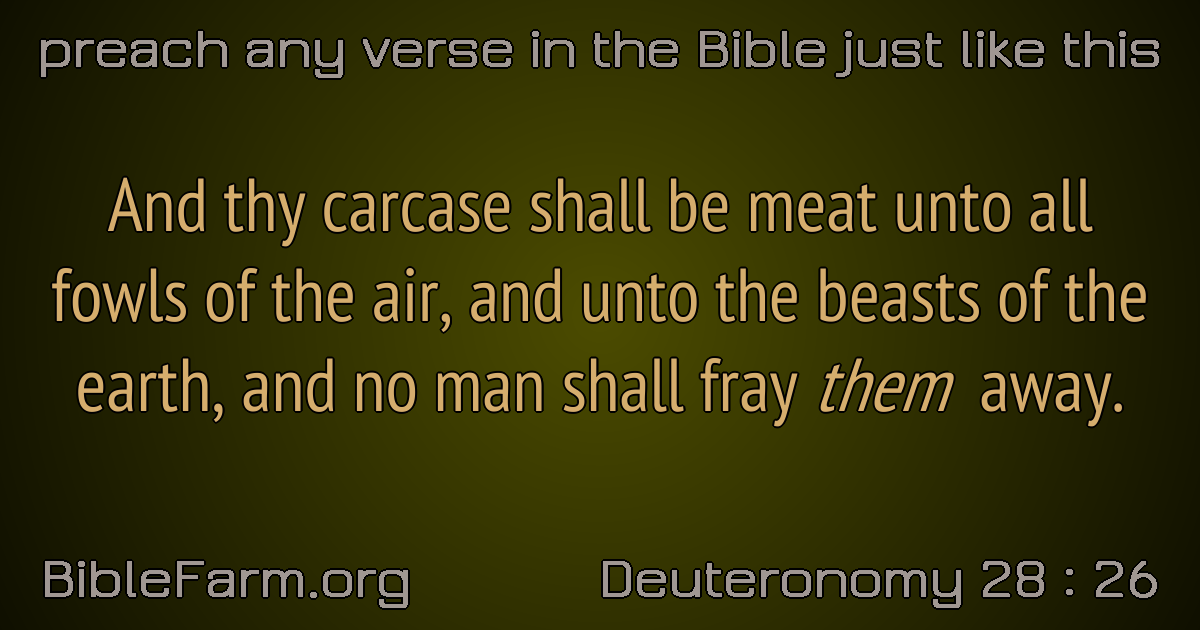 preach any verse in the Bible just like this
And thy carcase shall be meat unto all
fowls of the air, and unto the beasts of the
earth, and no man shall fray them away.
BibleFarm.org
Deuteronomy 28 : 26